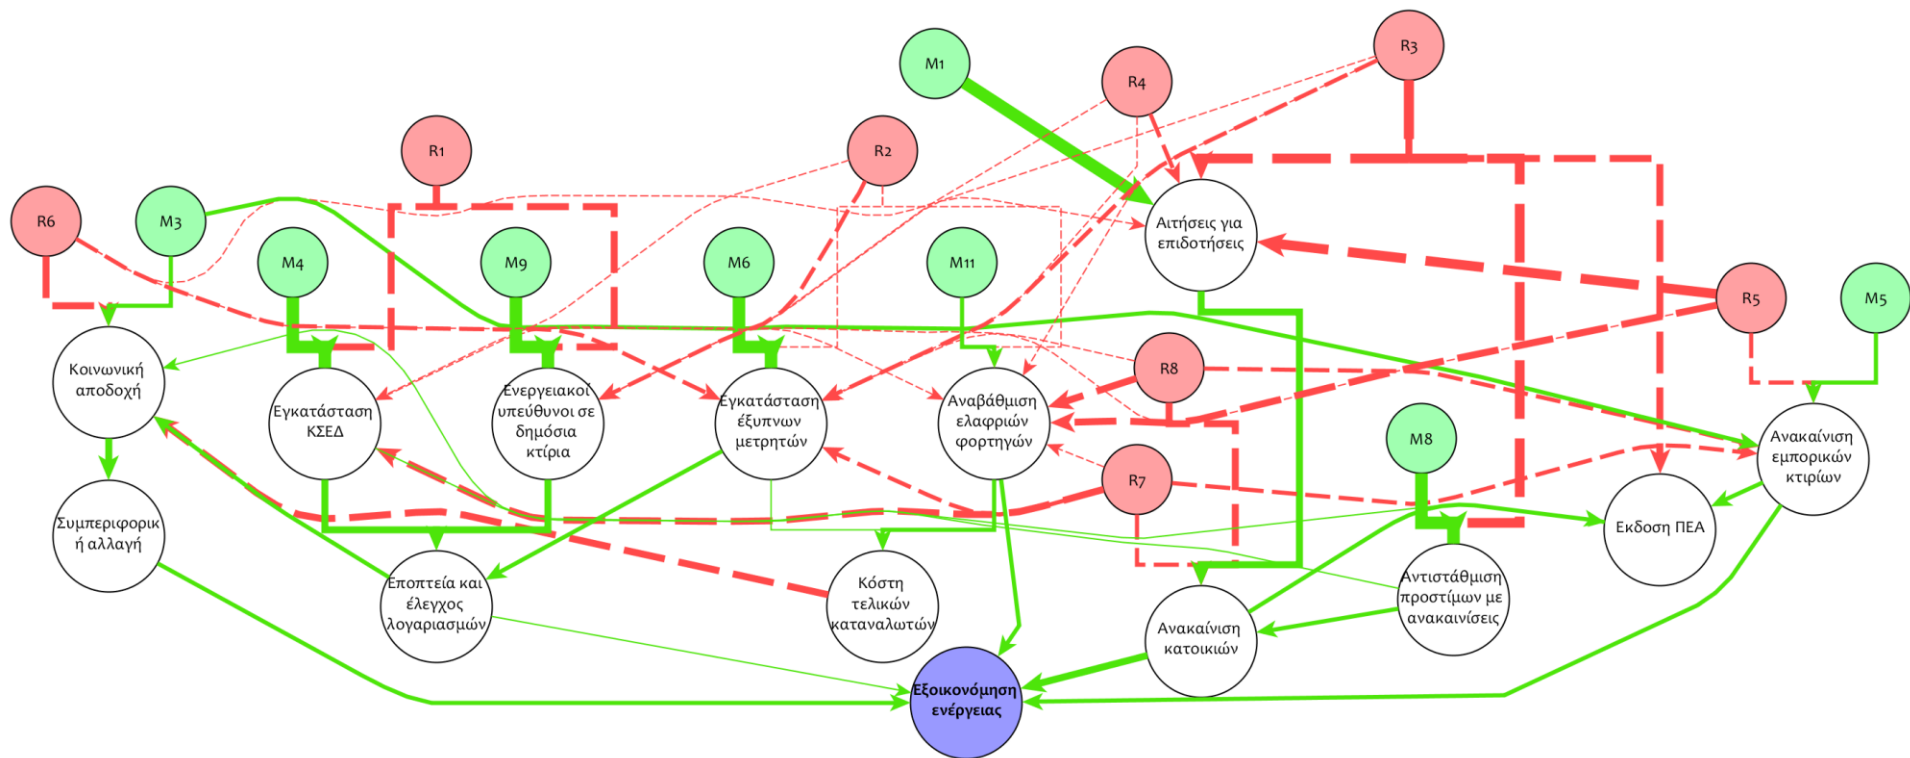 R3
M1
R4
R1
R2
R6
M3
Αιτήσεις για
επιδοτήσεις
M4
M9
M6
M11
R5
M5
Κοινωνική
αποδοχή
R8
Εγκατάσταση
ΚΣΕΔ
Ενεργειακοί
υπεύθυνοι σε
δημόσια
κτίρια
Εγκατάσταση
έξυπνων
μετρητών
Αναβάθμιση
ελαφριών
φορτηγών
M8
Ανακαίνιση
εμπορικών
κτιρίων
R7
Συμπεριφορικ
ή αλλαγή
Εκδοση ΠΕΑ
Εποπτεία και
έλεγχος
λογαριασμών
Κόστη
τελικών
καταναλωτών
Αντιστάθμιση
προστίμων με
ανακαινίσεις
Ανακαίνιση
κατοικιών
Εξοικονόμηση
ενέργειας